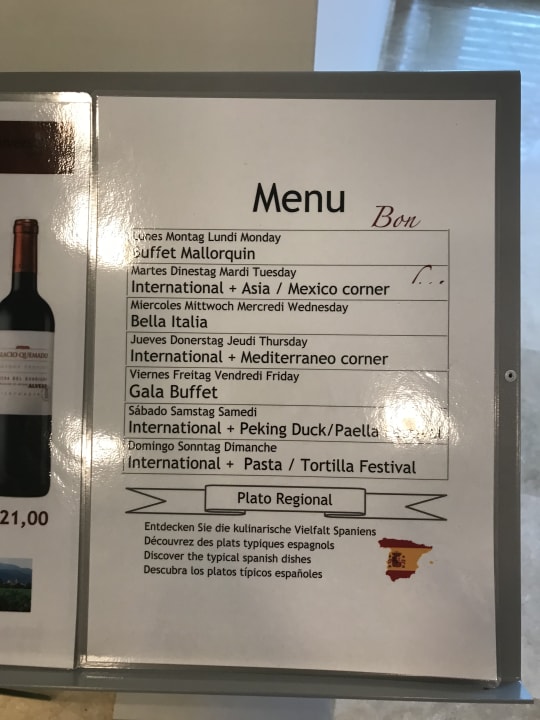 Menu
Bon
Lunes Montag Lundi Monday
Buffet Mallorquin
Martes Dinestag Mardi Tuesday
International + Asia / Mexico corner
Miercoles Mittwoch Mercredi Wednesday
Bella Italia
Jueves Donerstag Jeudi Thursday
International + Mediterraneo corner
Viernes Freitag Vendredi Friday
Gala Buffet
Sábado Samstag Samedi
International + Peking Duck/Paella
Domingo Sonntag Dimanche
International + Pasta / Tortilla Festival
Plato Regional
Entdecken Sie die kulinarische Vielfalt Spaniens
Découvrez des plats typiques espagnols
Discover the typical spanish dishes
Descubra los platos típicos españoles
21,00